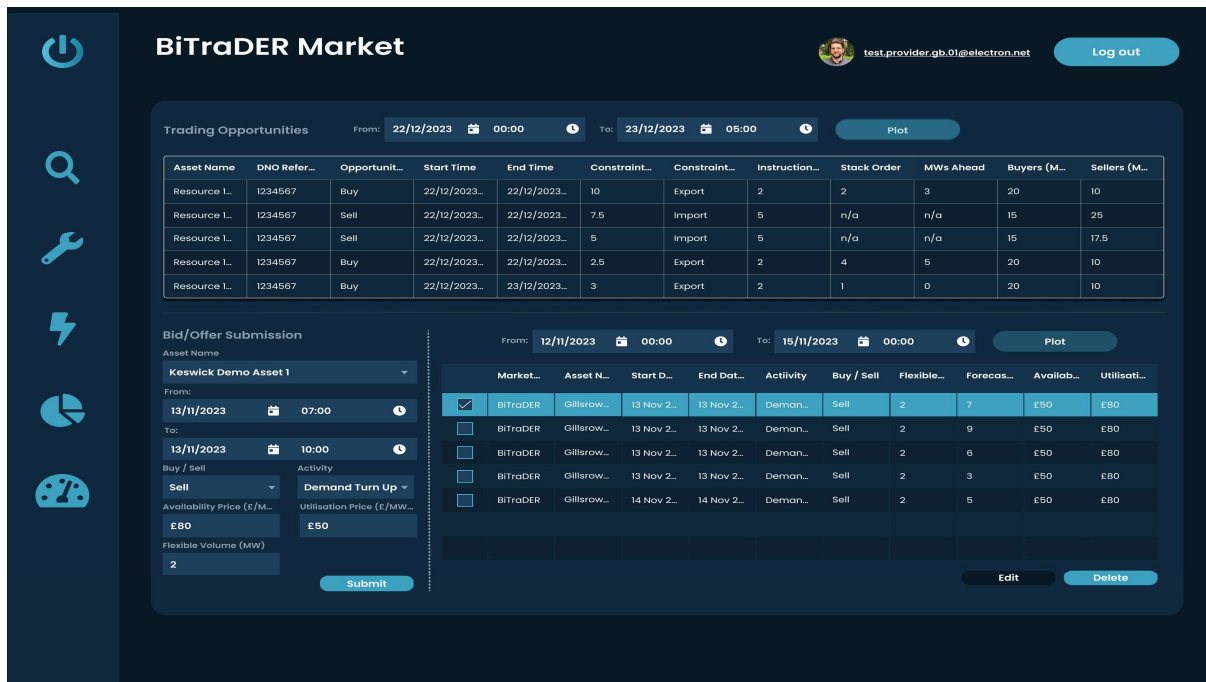 BiTraDER Market
test.provider.gb.01@electron.net
Log out
Trading Opportunities From: 22/12/2023 00:00 To: 23/12/2023 05:00 Plot
Asset Name DNO Refer... Opportunit... Start Time End Time Constraint... Constraint... Instruction... Stack Order MWs Ahead Buyers (M... Sellers (M...
Resource 1... 1234567 Buy 22/12/2023... 22/12/2023... 10 Export 2 2 3 20 10
Resource 1... 1234567 Sell 22/12/2023... 22/12/2023... 7.5 Import 5 n/a n/a 15 25
Resource 1... 1234567 Sell 22/12/2023... 22/12/2023... 5 Import 5 n/a n/a 15 17.5
Resource 1... 1234567 Buy 22/12/2023... 22/12/2023... 2.5 Export 2 4 5 20 10
Resource 1... 1234567 Buy 22/12/2023... 23/12/2023... 3 Export 2 1 0 20 10
Bid/Offer Submission
Asset Name
Keswick Demo Asset 1
From:
13/11/2023 07:00
To:
13/11/2023 10:00
Buy / Sell Activity
Sell Demand Turn Up
Availability Price (£/M... Utilisation Price (£/MW...
£80 £50
Flexible Volume (MW)
2
Submit
From: 12/11/2023 00:00 To: 15/11/2023 00:00 Plot
Market... Asset N... Start D... End Dat... Actiivity Buy / Sell Flexible... Forecas... Availab... Utilisati...
BiTraDER Gillsrow... 13 Nov 2... 13 Nov 2... Deman... Sell 2 7 £50 £80
BiTraDER Gillsrow... 13 Nov 2... 13 Nov 2... Deman... Sell 2 9 £50 £80
BiTraDER Gillsrow... 13 Nov 2... 13 Nov 2... Deman... Sell 2 6 £50 £80
BiTraDER Gillsrow... 13 Nov 2... 13 Nov 2... Deman... Sell 2 3 £50 £80
BiTraDER Gillsrow... 14 Nov 2... 14 Nov 2... Deman... Sell 2 5 £50 £80
Edit Delete